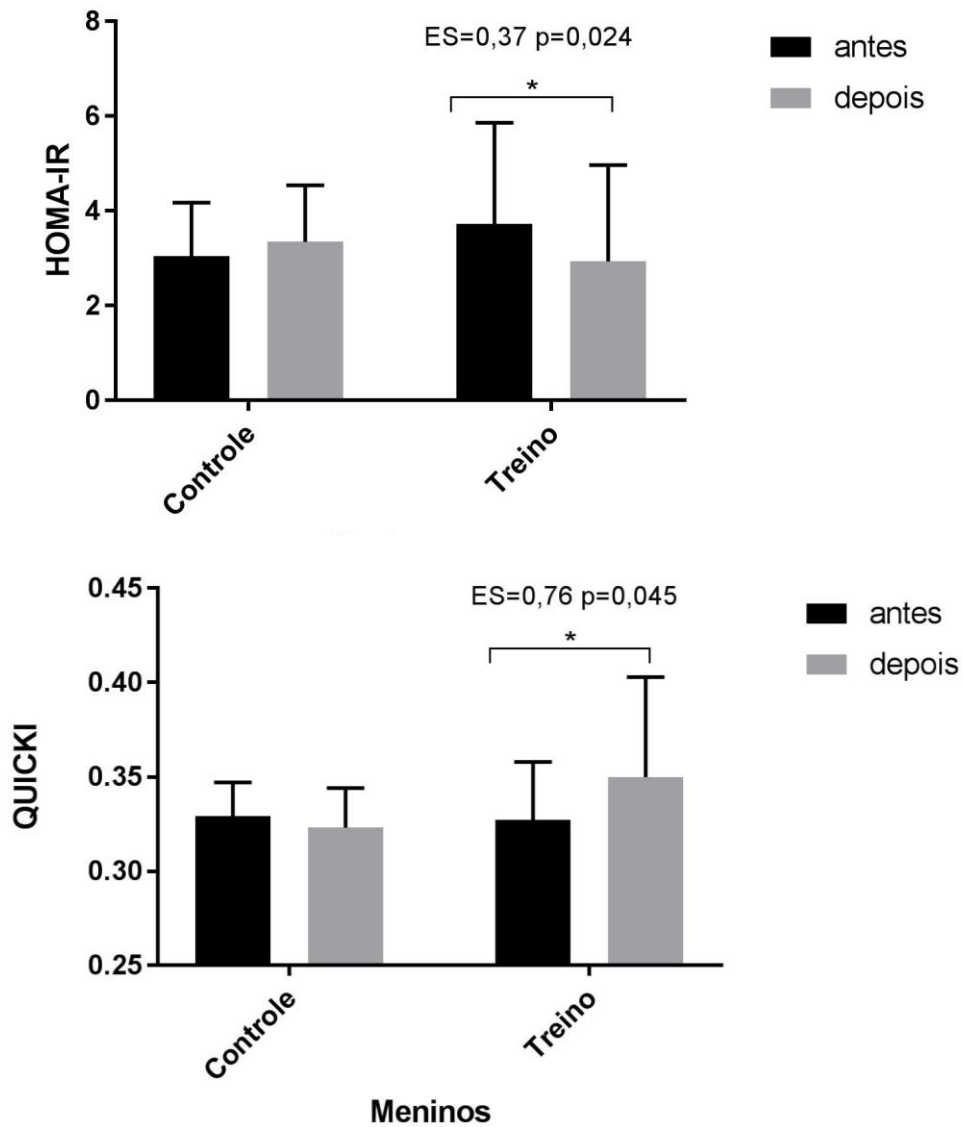 8
ES=0,37 p=0,024
*
antes
depois
6
4
2
0
HOMA-IR
Controle
Treino
0.45
ES=0,76 p=0,045
*
antes
depois
0.40
0.35
0.30
0.25
QUICKI
Controle
Treino
Meninos